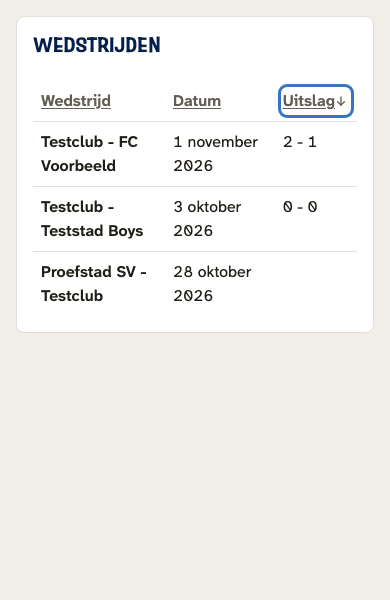 WEDSTRIJDEN
Wedstrijd Datum Uitslag↓
Testclub - FC Voorbeeld 1 november 2026 2 - 1
Testclub - Teststad Boys 3 oktober 2026 0 - 0
Proefstad SV - Testclub 28 oktober 2026